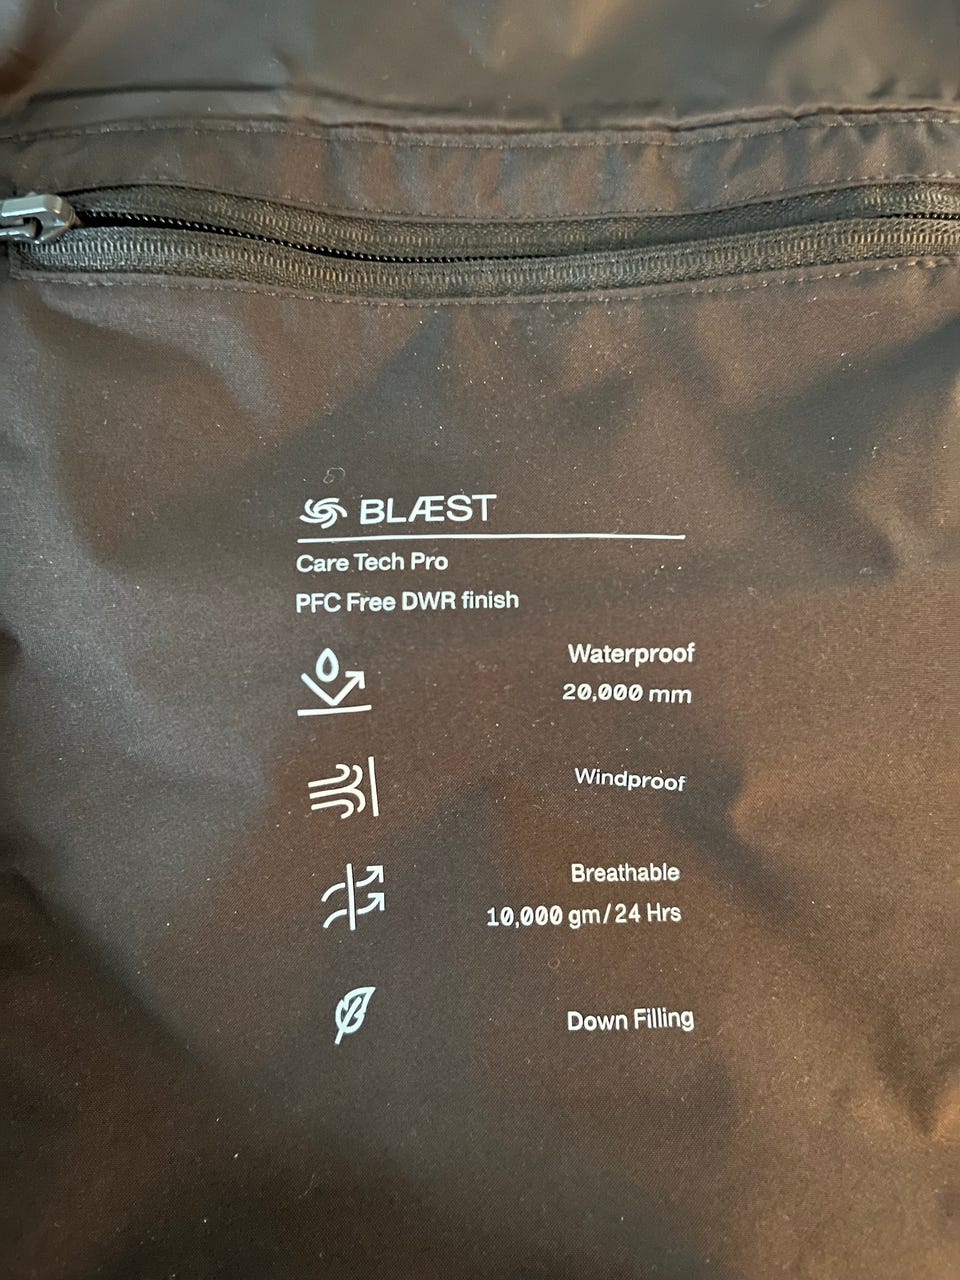 BLÆST
Care Tech Pro
PFC Free DWR finish
Waterproof
20,000 mm
Windproof
Breathable
10,000 gm/24 Hrs
Down Filling